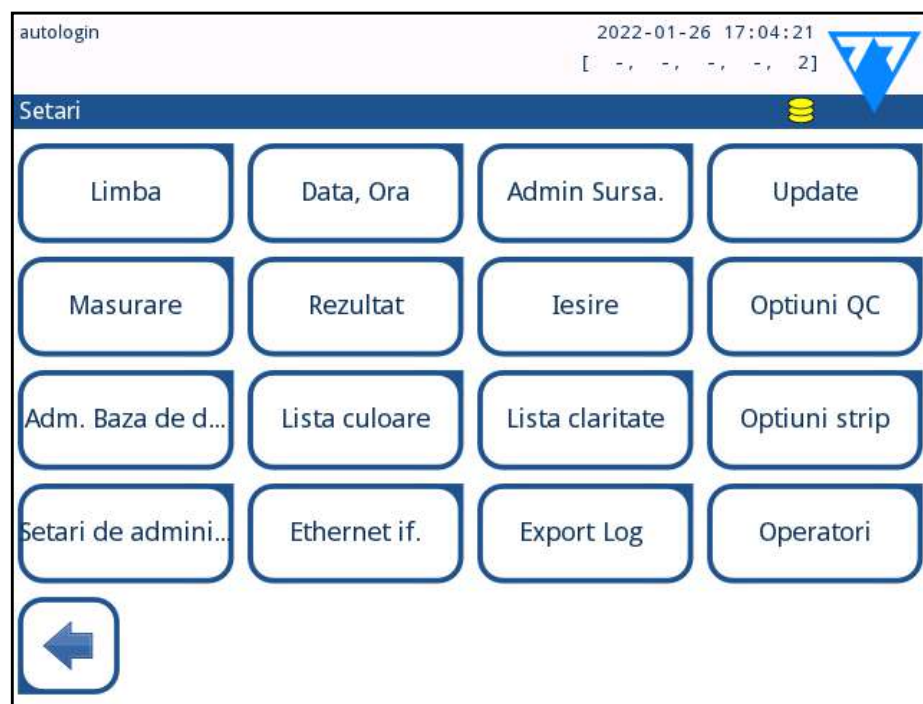 autologin
2022-01-26 17:04:21
[ -, -, -, -, 2]
Setari
Limba
Data, Ora
Admin Sursa.
Update
Masurare
Rezultat
Iesire
Optiuni QC
Adm. Baza de d...
Lista culoare
Lista claritate
Optiuni strip
Setari de admini...
Ethernet if.
Export Log
Operatori